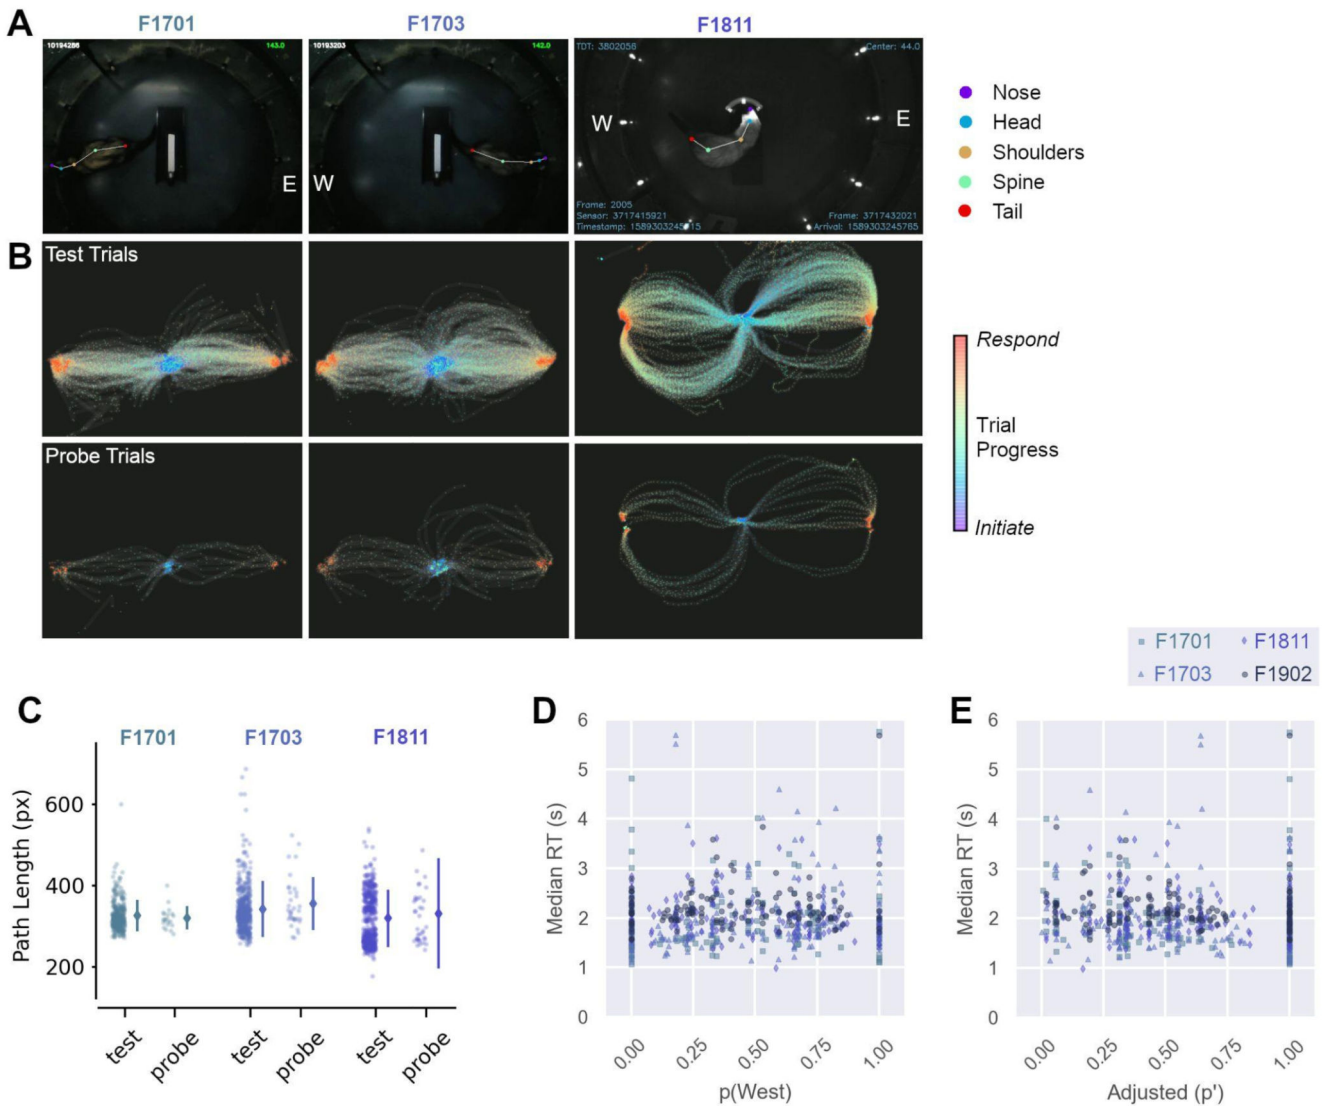 A
F1701
F1703
F1811
10194286
143.0
10193203
142.0
TDT: 3802056
Center: 44.0
E
W
W
E
Frame: 2005
Sensor: 3717415921
Frame: 3717432021
Arrival: 1589303245765
Nose
Head
Shoulders
Spine
Tail
B
Test Trials
Probe Trials
Respond
Trial
Progress
Initiate
F1701
F1811
F1703
F1902
C
F1701
F1703
F1811
Path Length (px)
600
400
200
test
probe
test
probe
test
probe
D
Median RT (s)
6
5
4
3
2
1
0
0.00
0.25
0.50
0.75
1.00
p(West)
E
Median RT (s)
6
5
4
3
2
1
0
0.00
0.25
0.50
0.75
1.00
Adjusted (p')